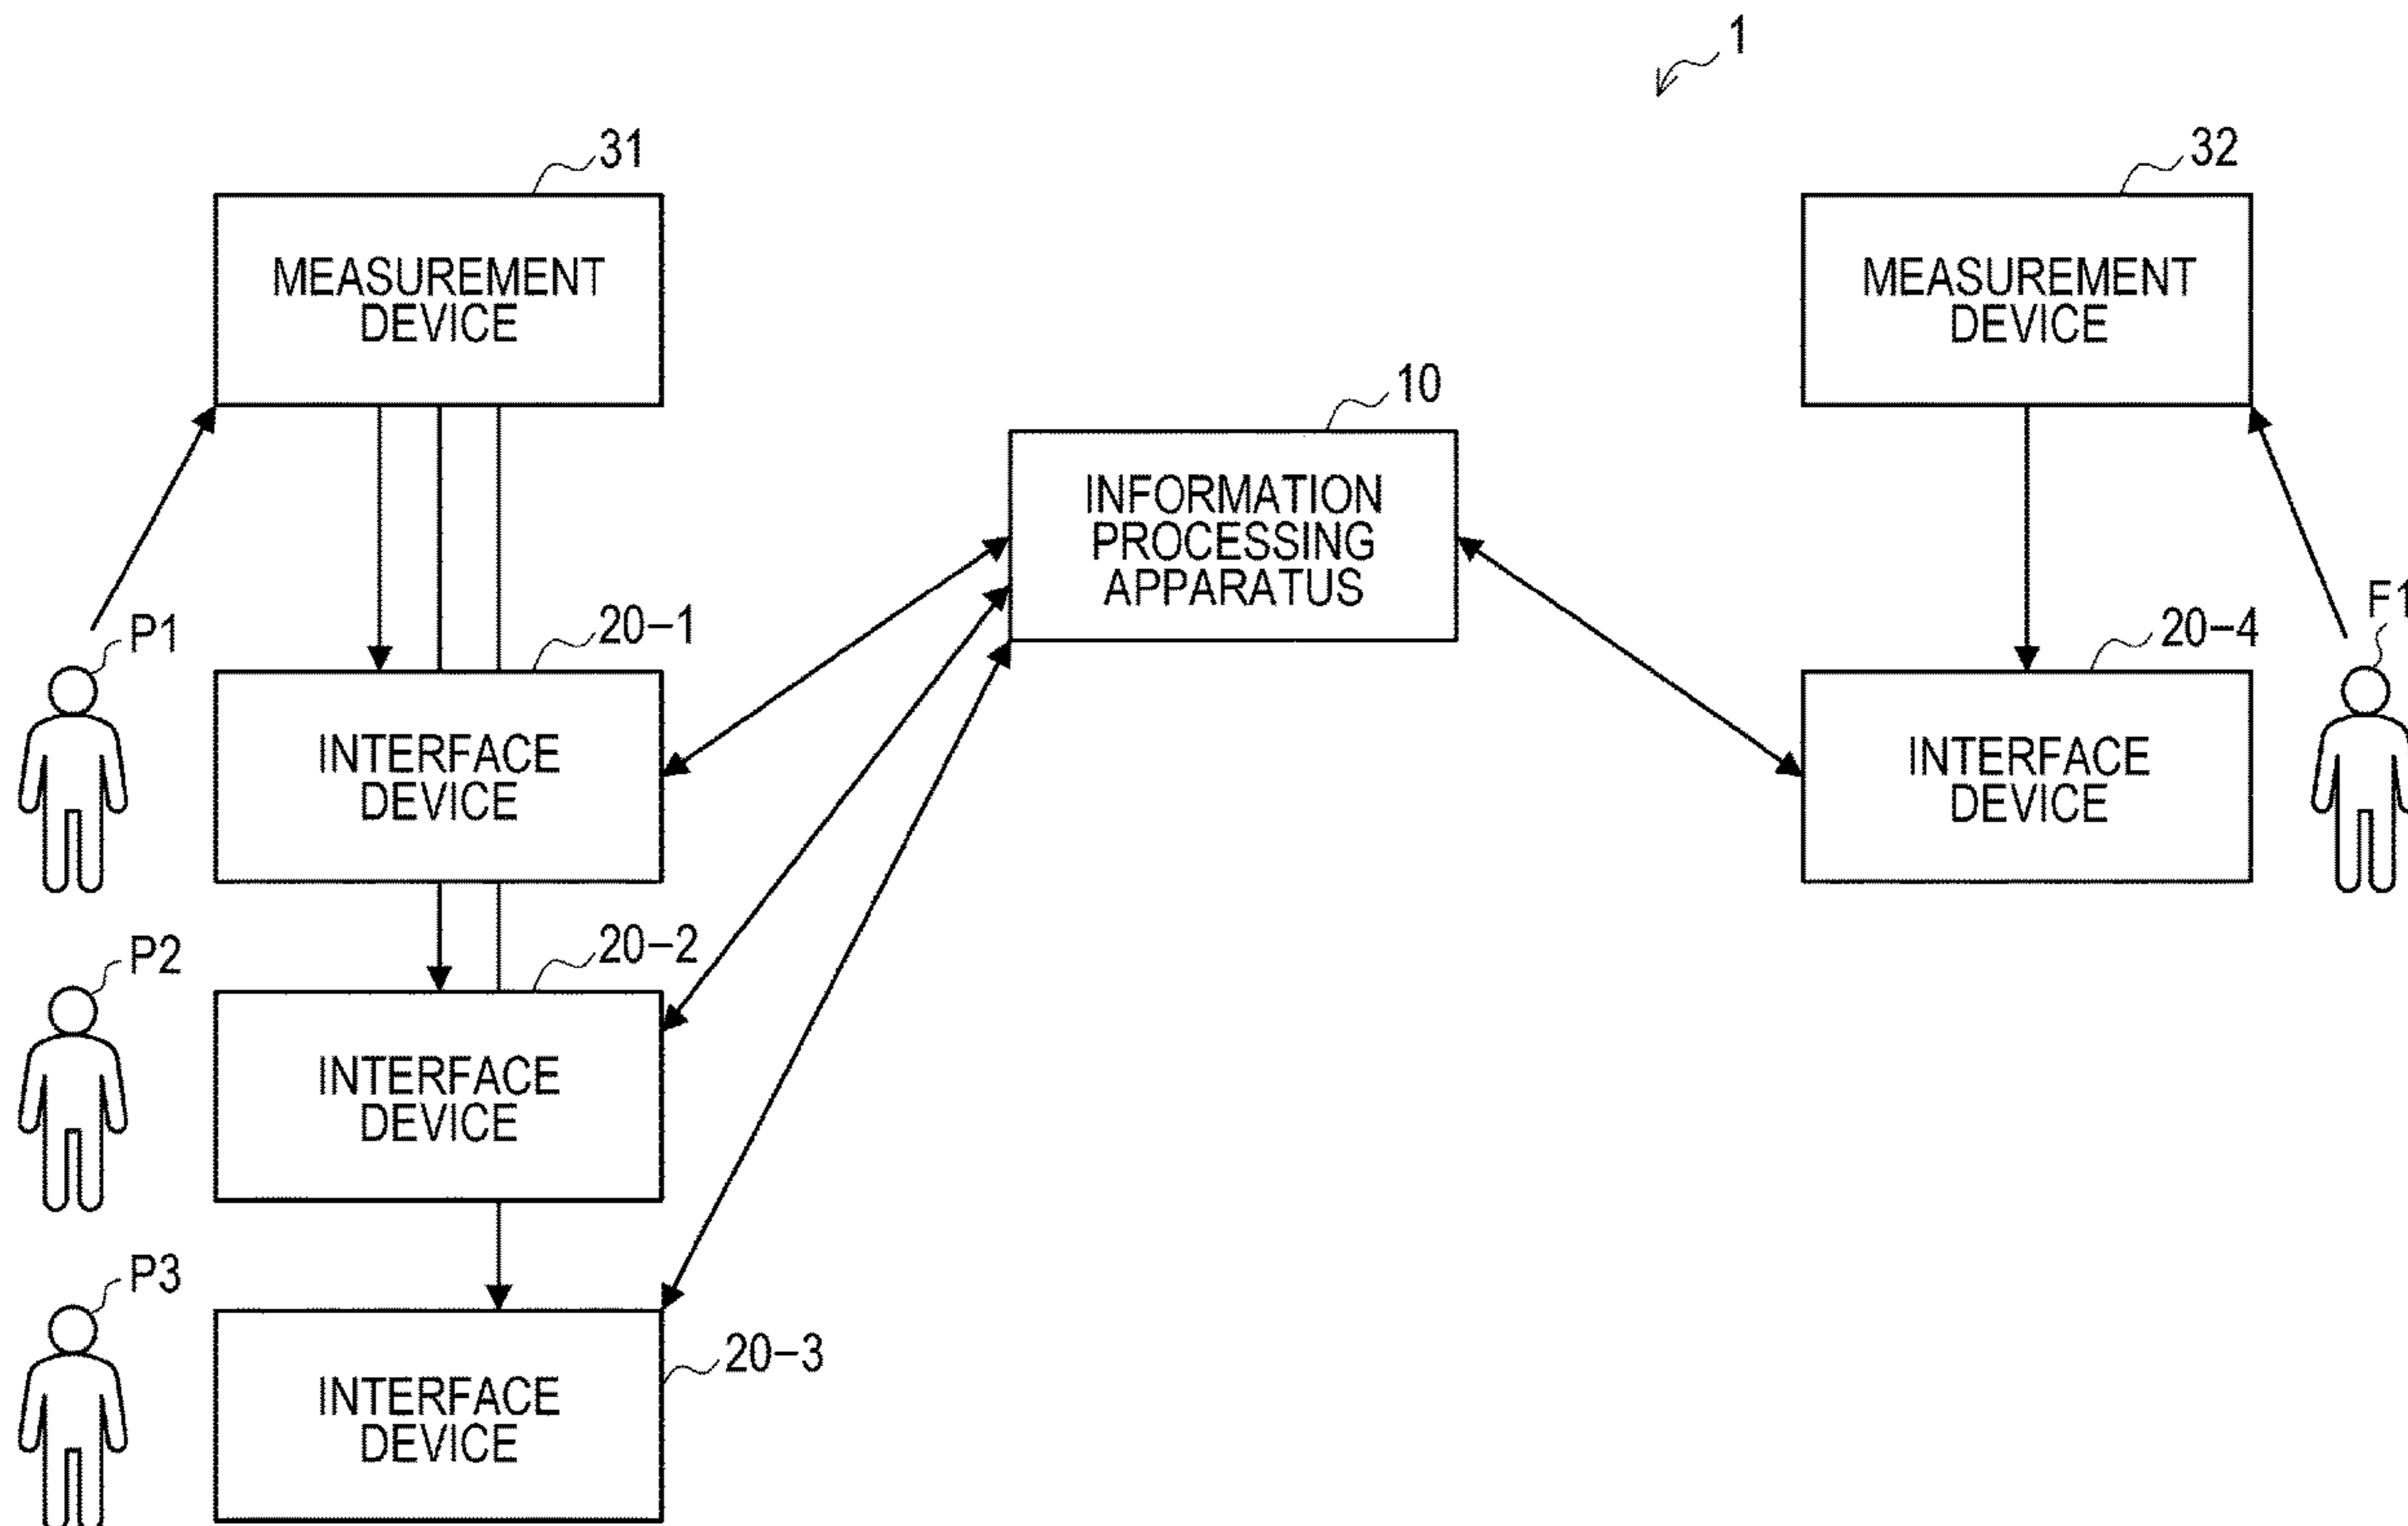 1
31
MEASUREMENT
DEVICE
32
MEASUREMENT
DEVICE
10
INFORMATION
PROCESSING
APPARATUS
P1
20-1
INTERFACE
DEVICE
20-4
INTERFACE
DEVICE
F1
P2
20-2
INTERFACE
DEVICE
P3
20-3
INTERFACE
DEVICE